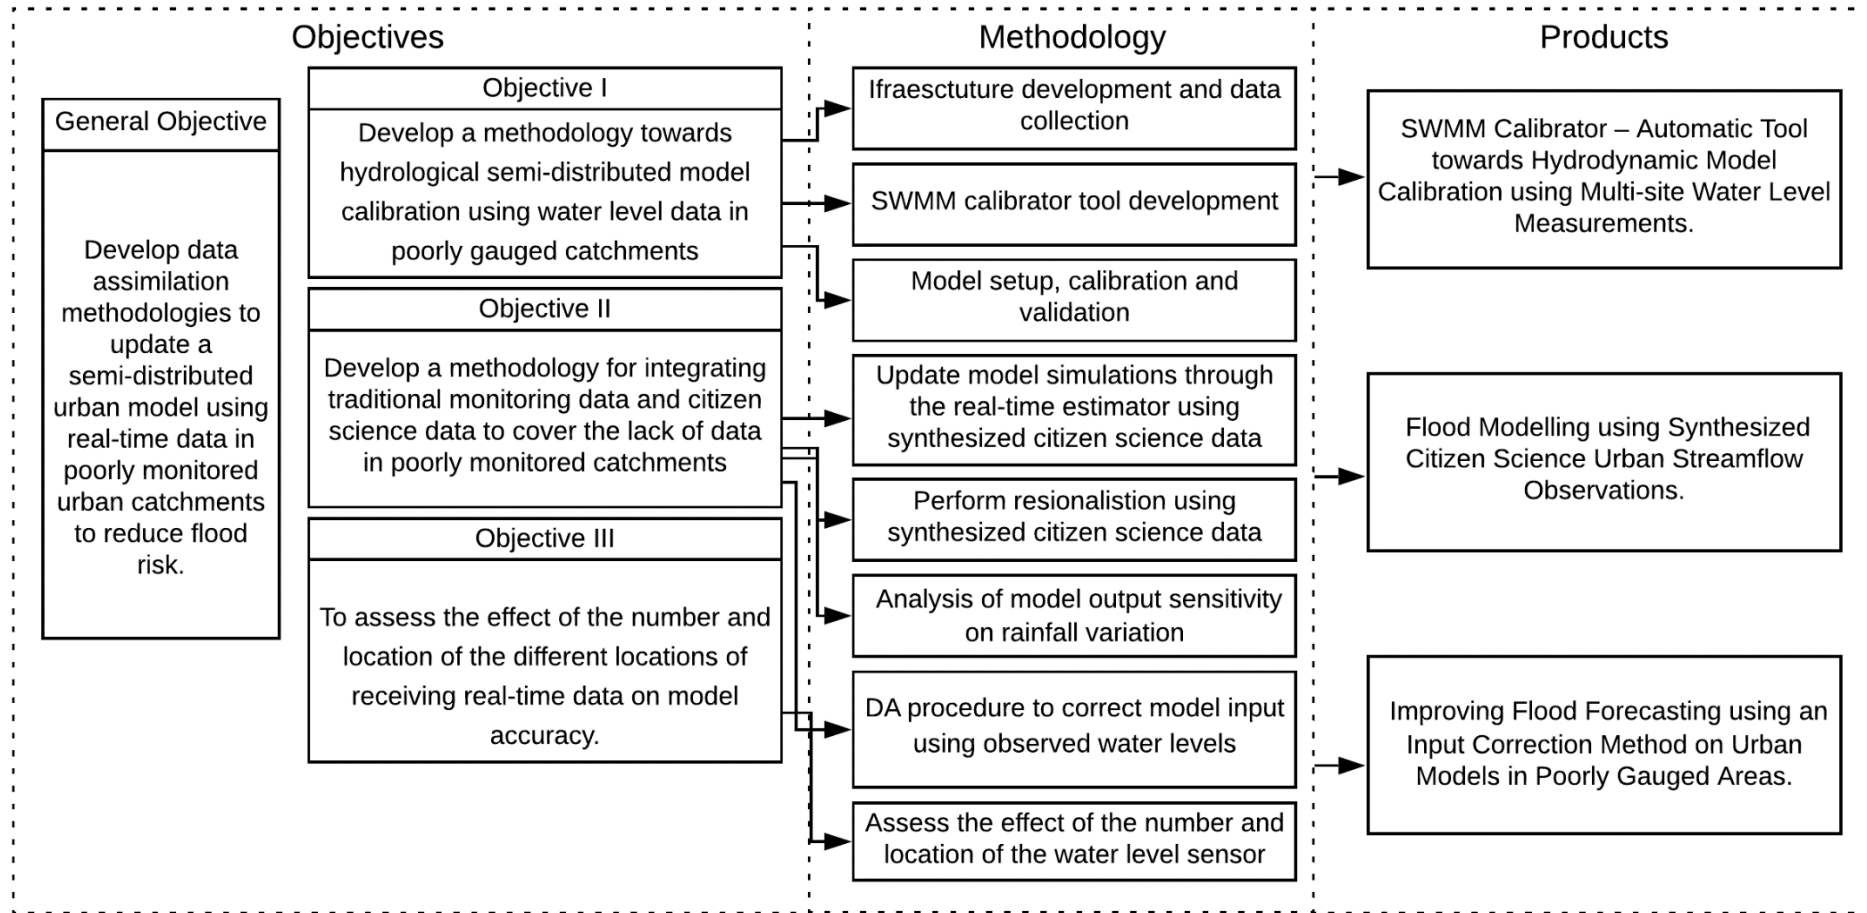 Objectives
General Objective
Develop data
assimilation
methodologies to
update a
semi-distributed
urban model using
real-time data in
poorly monitored
urban catchments
to reduce flood
risk.
Objective I
Develop a methodology towards
hydrological semi-distributed model
calibration using water level data in
poorly gauged catchments
Objective II
Develop a methodology for integrating
traditional monitoring data and citizen
science data to cover the lack of data
in poorly monitored catchments
Objective III
To assess the effect of the number and
location of the different locations of
receiving real-time data on model
accuracy.
Methodology
Ifraesctuture development and data
collection
SWMM calibrator tool development
Model setup, calibration and
validation
Update model simulations through
the real-time estimator using
synthesized citizen science data
Perform resionalistion using
synthesized citizen science data
Analysis of model output sensitivity
on rainfall variation
DA procedure to correct model input
using observed water levels
Assess the effect of the number and
location of the water level sensor
Products
SWMM Calibrator – Automatic Tool
towards Hydrodynamic Model
Calibration using Multi-site Water Level
Measurements.
Flood Modelling using Synthesized
Citizen Science Urban Streamflow
Observations.
Improving Flood Forecasting using an
Input Correction Method on Urban
Models in Poorly Gauged Areas.